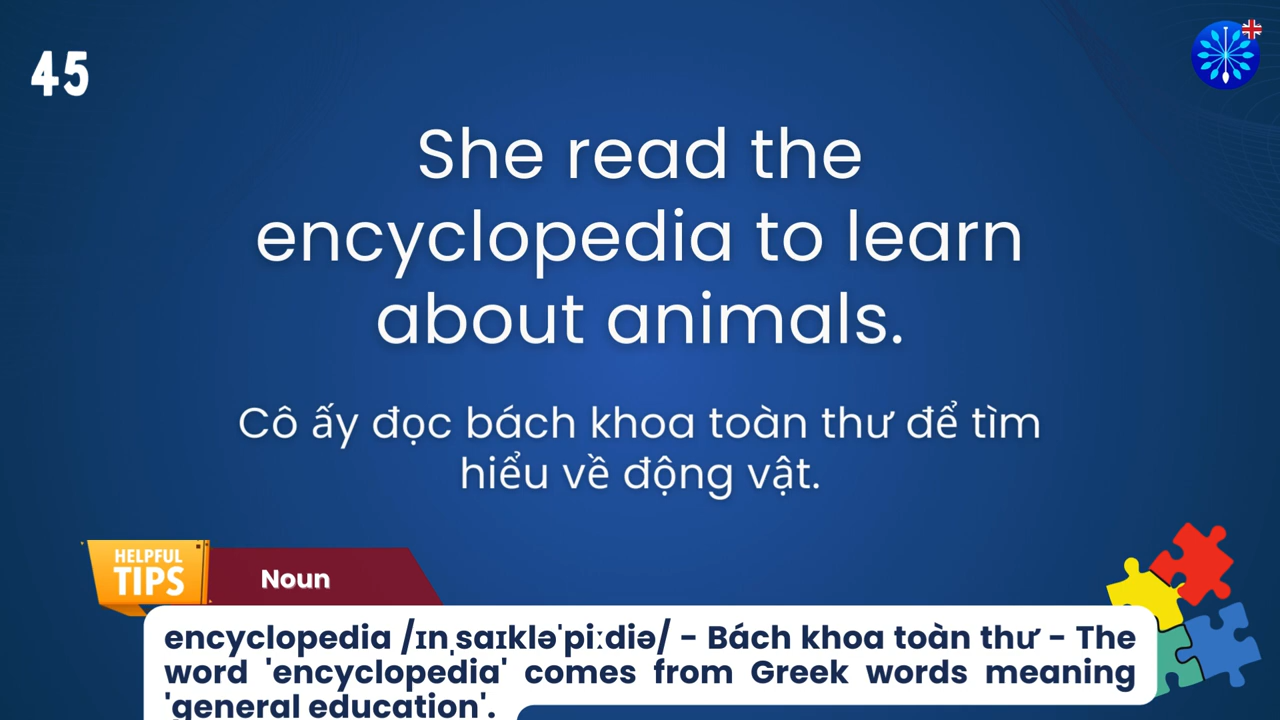 45
She read the
encyclopedia to learn
about animals.
Cô ấy đọc bách khoa toàn thư để tìm
hiểu về động vật.
HELPFUL
TIPS
Noun
encyclopedia /ɪnˌsaɪkləˈpiːdiə/ - Bách khoa toàn thư - The
word 'encyclopedia' comes from Greek words meaning
'general education'.